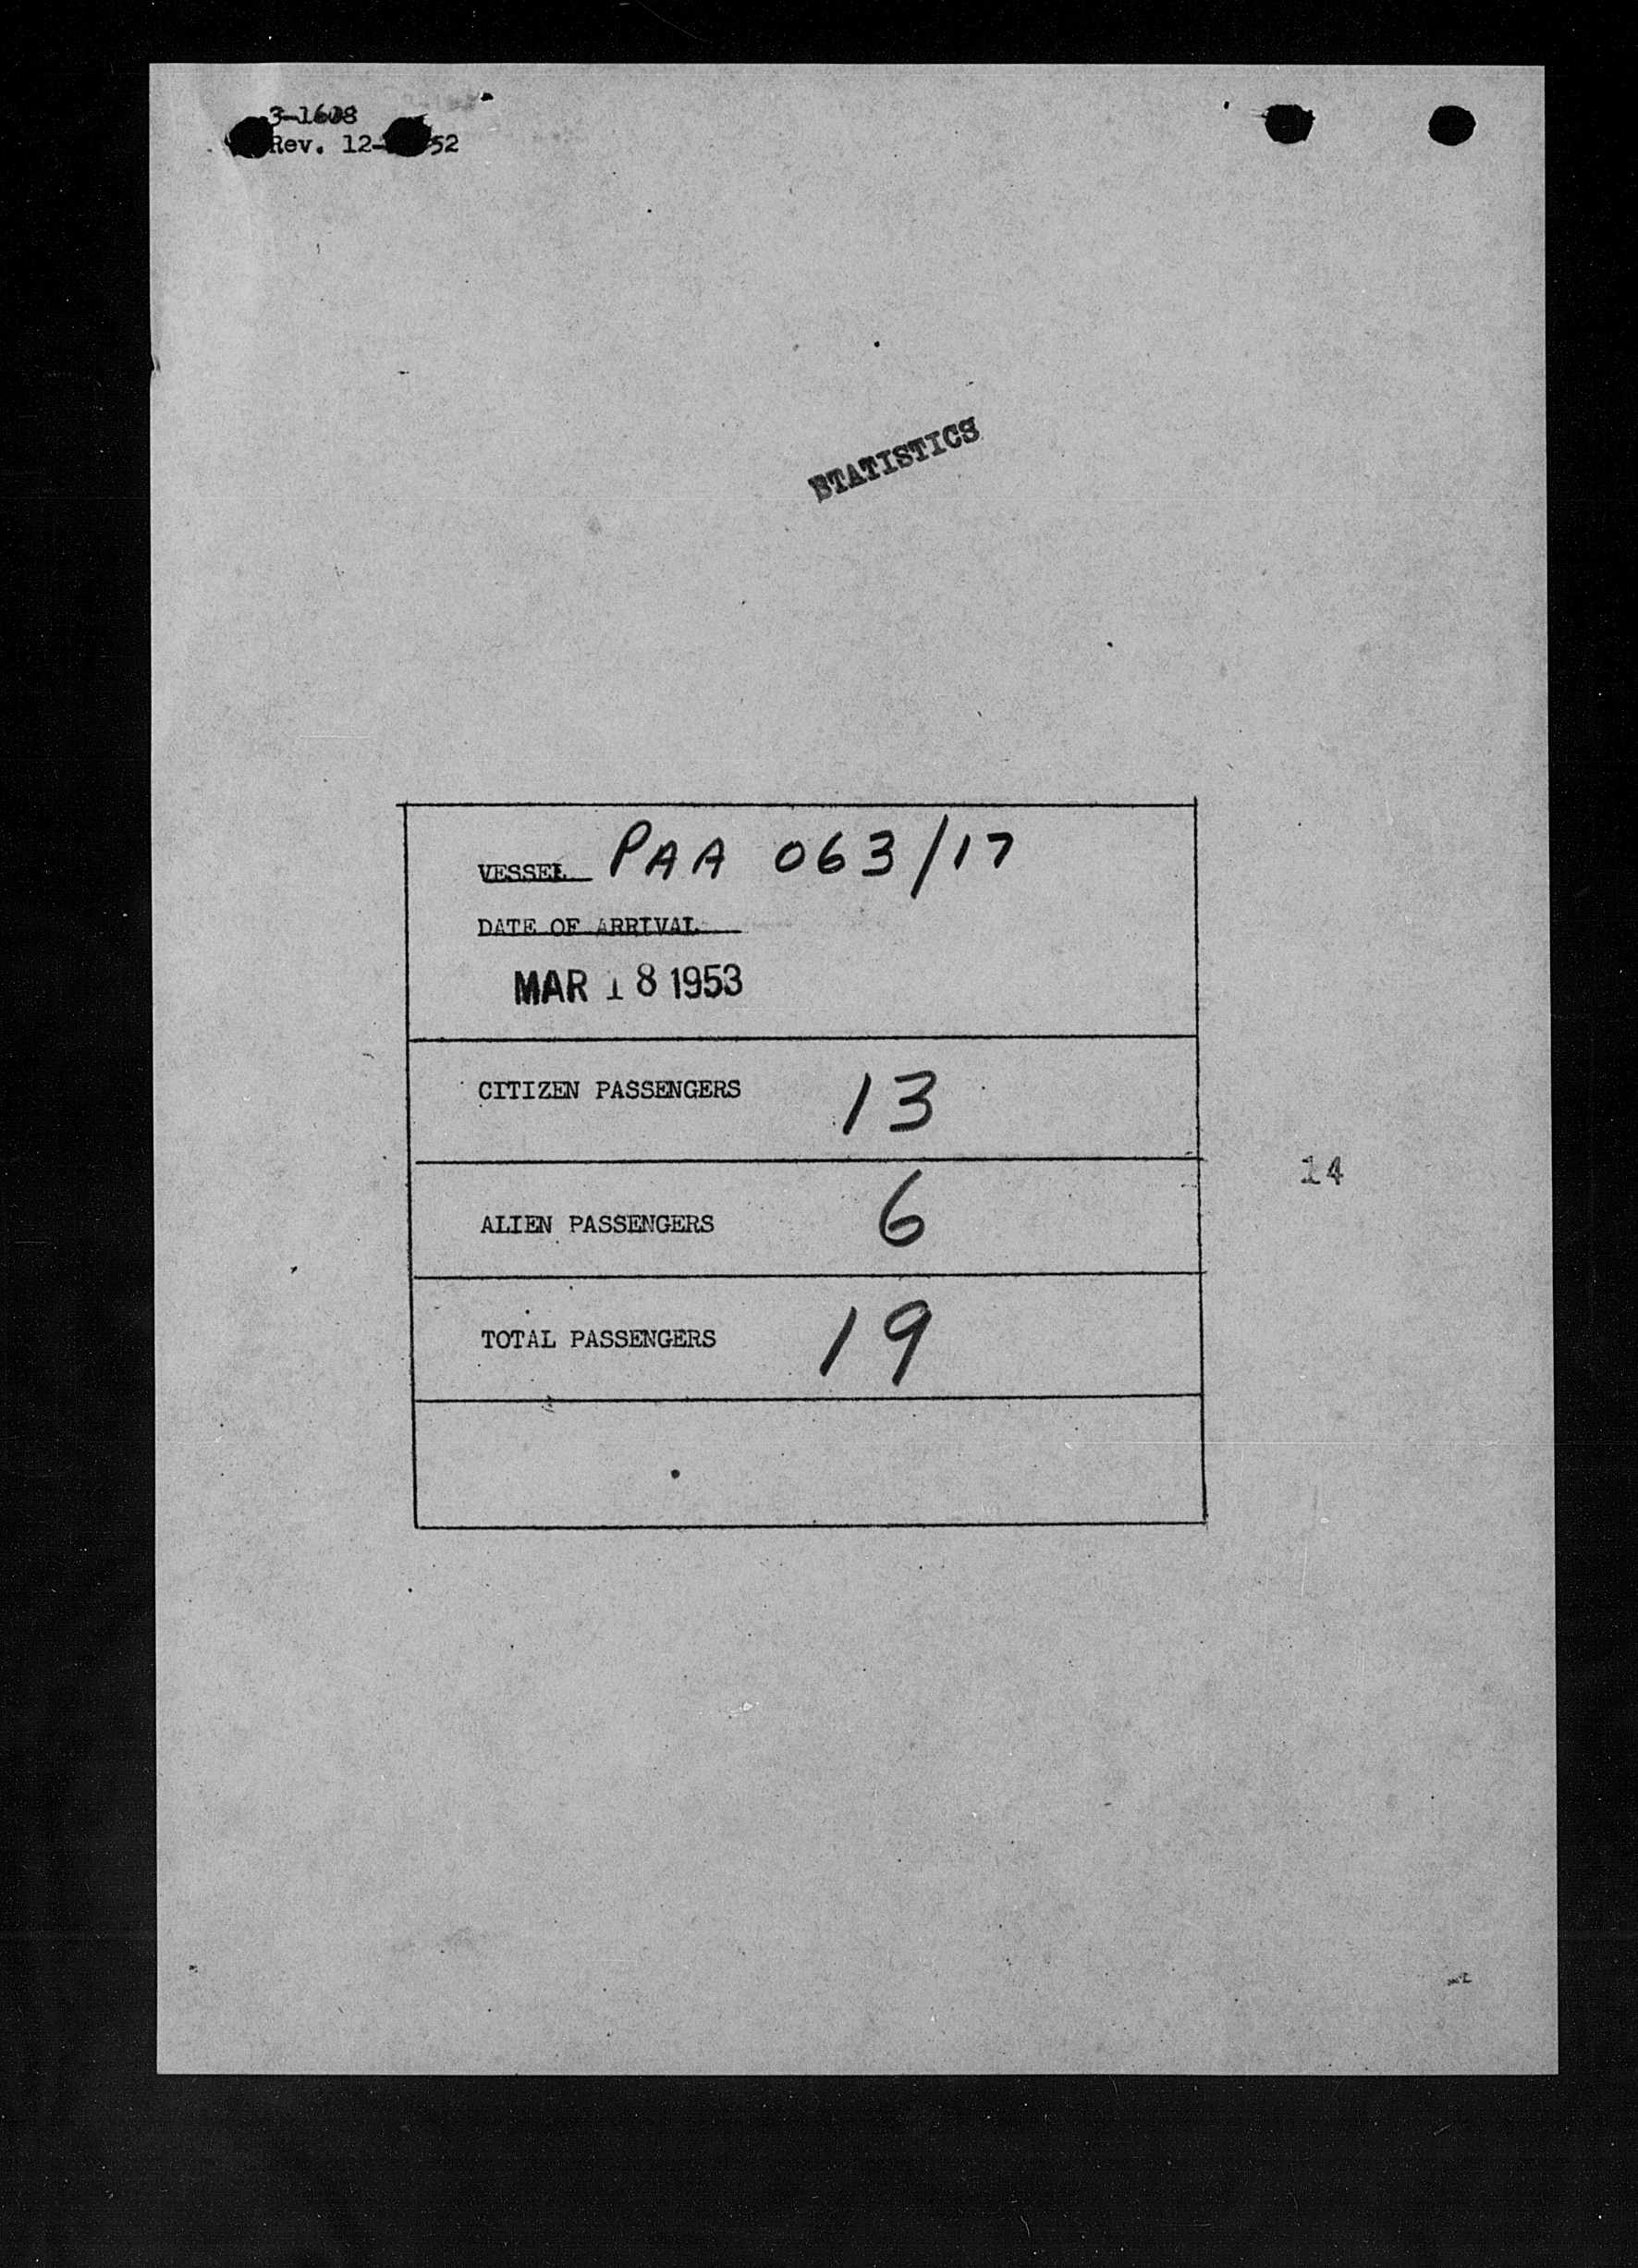 3-1608
Rev. 12- 52
STATISTICS
VESSEL PAA 063/17
DATE OF ARRIVAL
MAR 18 1953
CITIZEN PASSENGERS 13
14
ALIEN PASSENGERS 6
TOTAL PASSENGERS 19